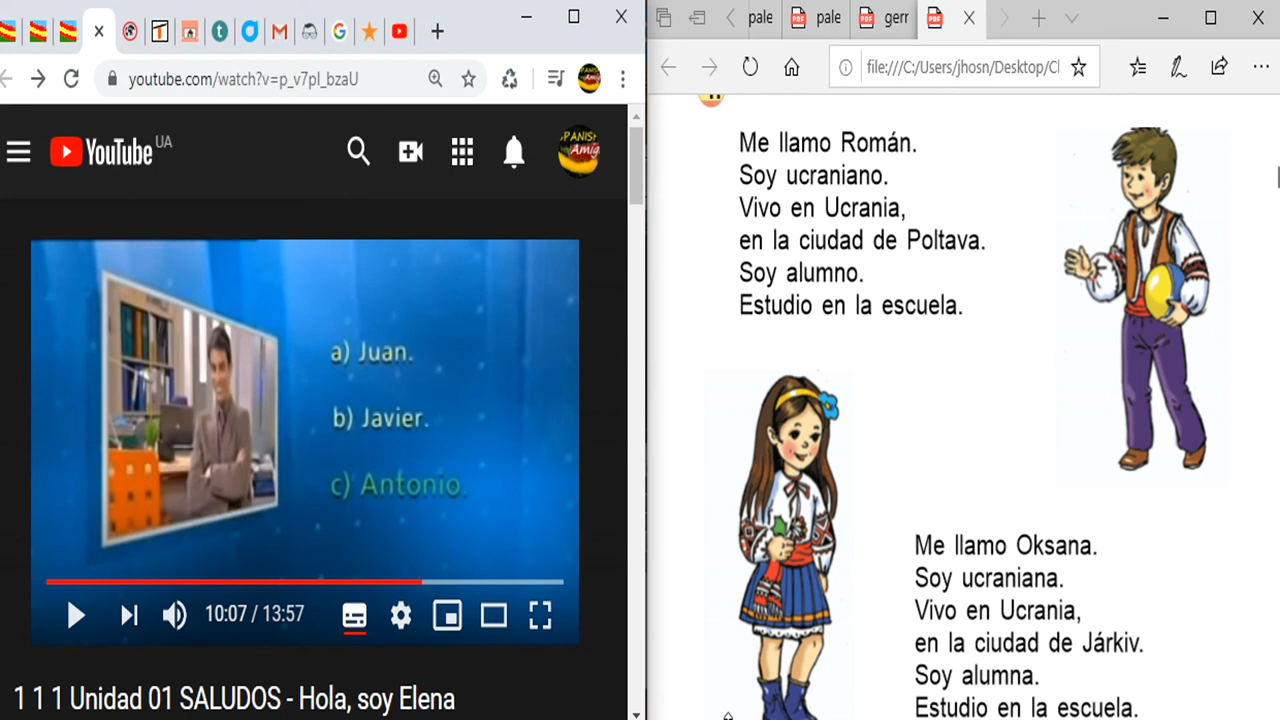 pale
pale
gerr
youtube.com/watch?v=p_v7pl_bzaU
file:///C:/Users/jhosn/Desktop/Cl
YouTube UA
PANISH
Amig
a) Juan.
b) Javier.
c) Antonio.
10:07 / 13:57
1 1 1 Unidad 01 SALUDOS - Hola, soy Elena
Me llamo Román.
Soy ucraniano.
Vivo en Ucrania,
en la ciudad de Poltava.
Soy alumno.
Estudio en la escuela.
Me llamo Oksana.
Soy ucraniana.
Vivo en Ucrania,
en la ciudad de Járkiv.
Soy alumna.
Estudio en la escuela.